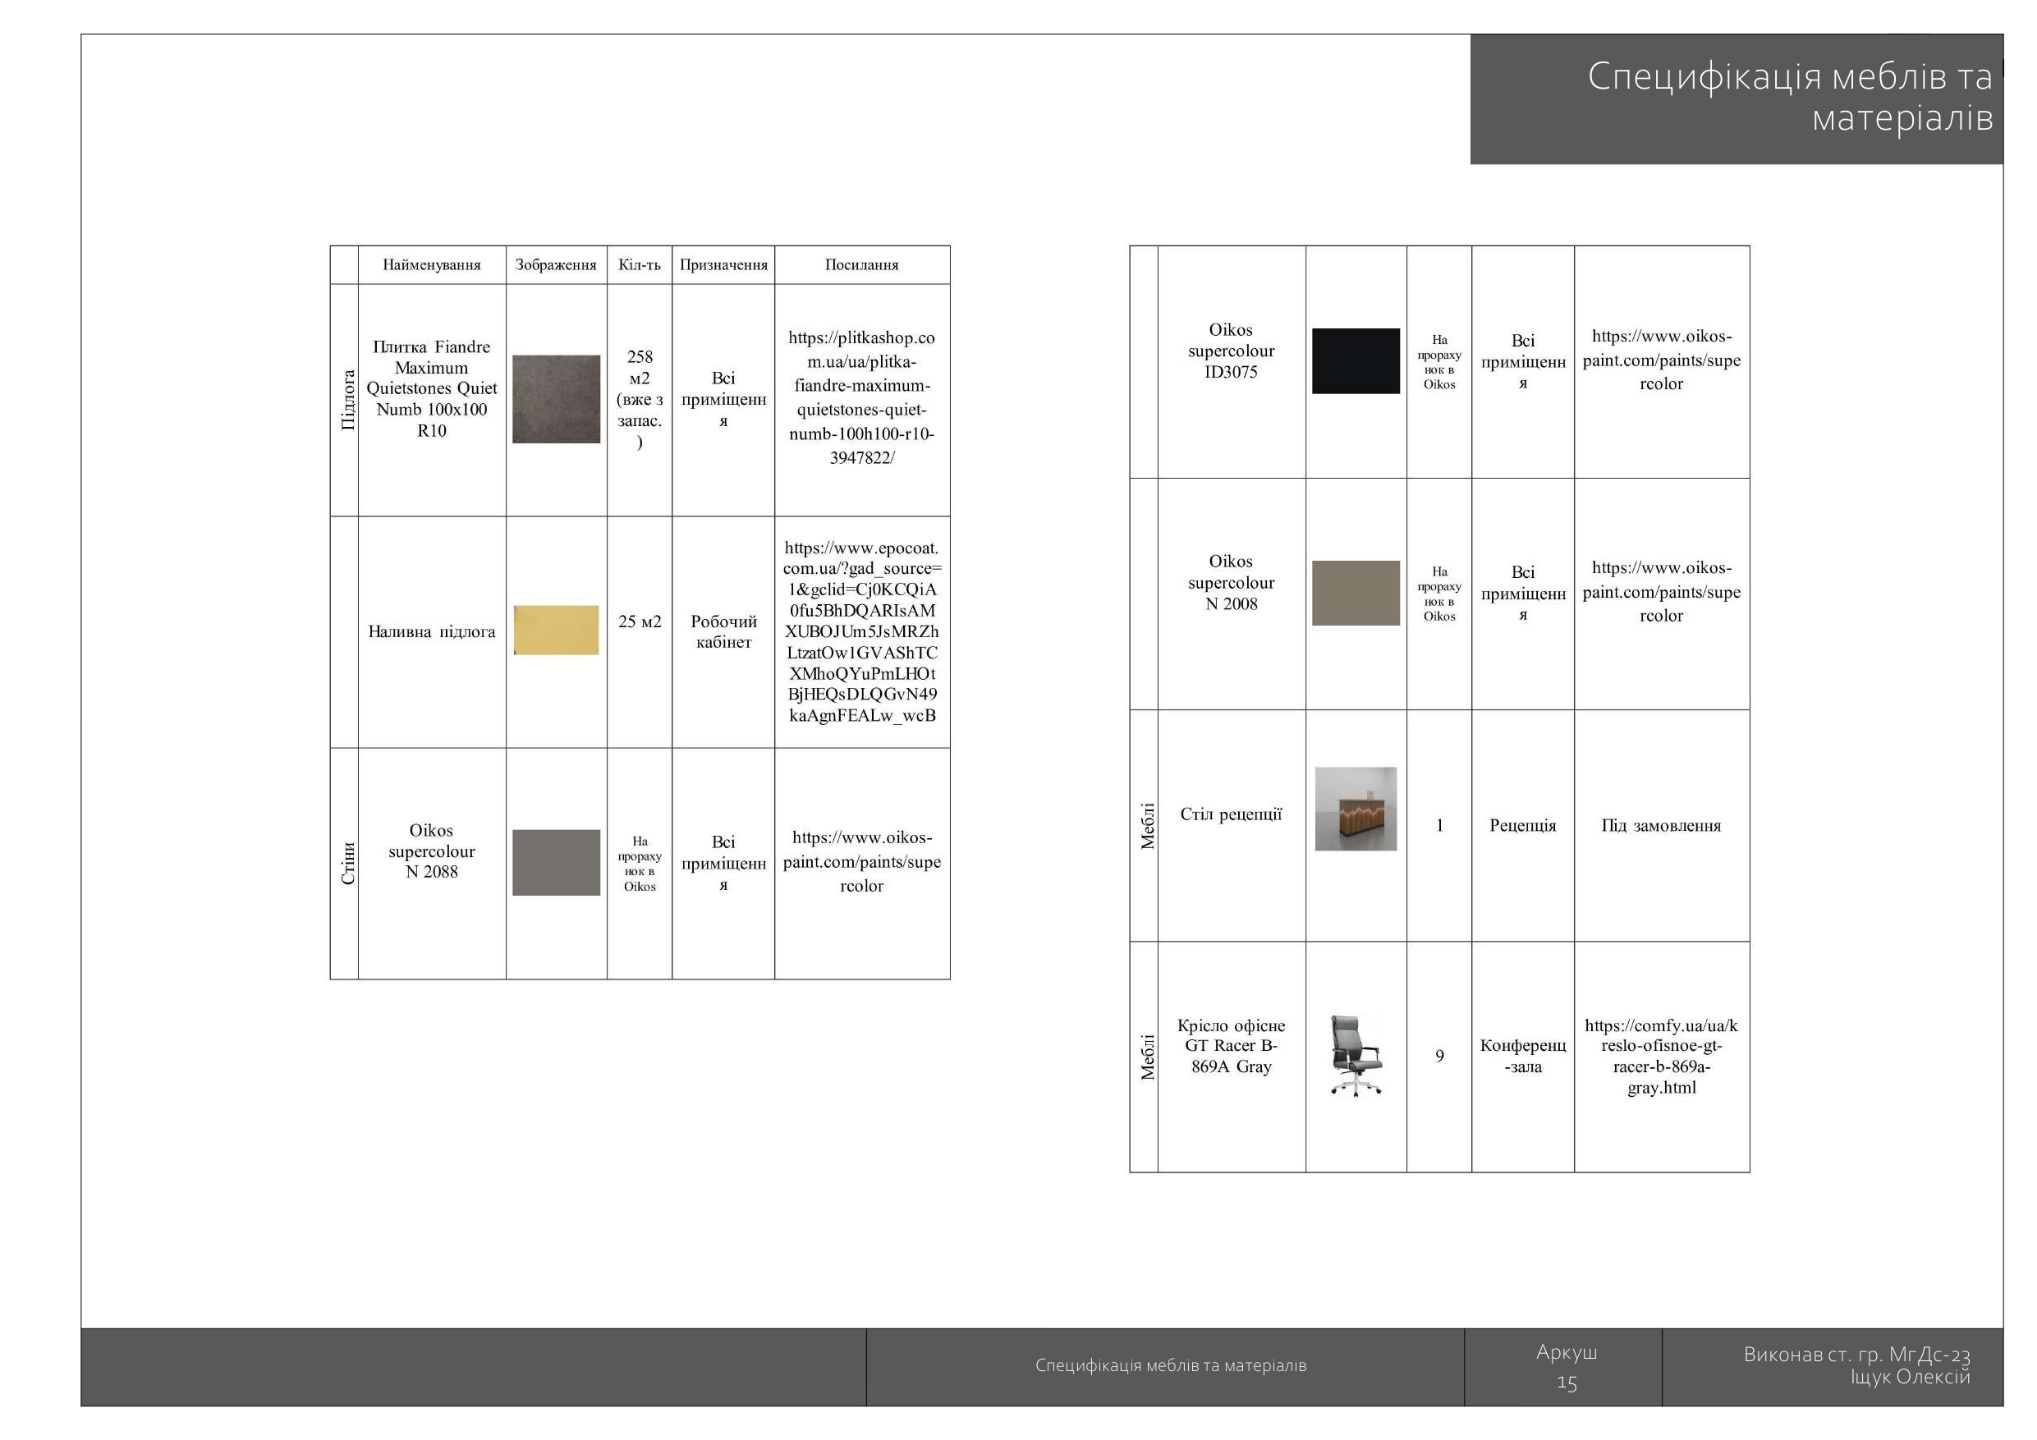 Специфікація меблів та
матеріалів
Найменування Зображення Кіл-ть Призначення Посилання
Підлога
Плитка Fiandre
Maximum
Quietstones Quiet
Numb 100x100
R10
258
м2
(вже з
запас.
)
Всі
приміщенн
я
https://plitkashop.co
m.ua/ua/plitka-
fiandre-maximum-
quietstones-quiet-
numb-100h100-r10-
3947822/
Наливна підлога
25 м2
Робочий
кабінет
https://www.epocoat.
com.ua/?gad_source=
1&gclid=Cj0KCQiA
0fu5BhDQARIsAM
XUBOJUm5JsMRZh
LtzatOw1GVAShTC
XMhoQYuPmLHOt
BjHEQsDLQGvN49
kaAgnFEALw_wcB
Стіни
Oikos
supercolour
N 2088
На
прораху
нок в
Oikos
Всі
приміщенн
я
https://www.oikos-
paint.com/paints/supe
rcolor
Oikos
supercolour
ID3075
На
прораху
нок в
Oikos
Всі
приміщенн
я
https://www.oikos-
paint.com/paints/supe
rcolor
Oikos
supercolour
N 2008
На
прораху
нок в
Oikos
Всі
приміщенн
я
https://www.oikos-
paint.com/paints/supe
rcolor
Меблі
Стіл рецепції
1
Рецепція
Під замовлення
Меблі
Крісло офісне
GT Racer B-
869A Gray
9
Конференц
-зала
https://comfy.ua/ua/k
reslo-ofisnoe-gt-
racer-b-869a-
gray.html
Специфікація меблів та матеріалів
Аркуш
15
Виконав ст. гр. МгДс-23
Іщук Олексій